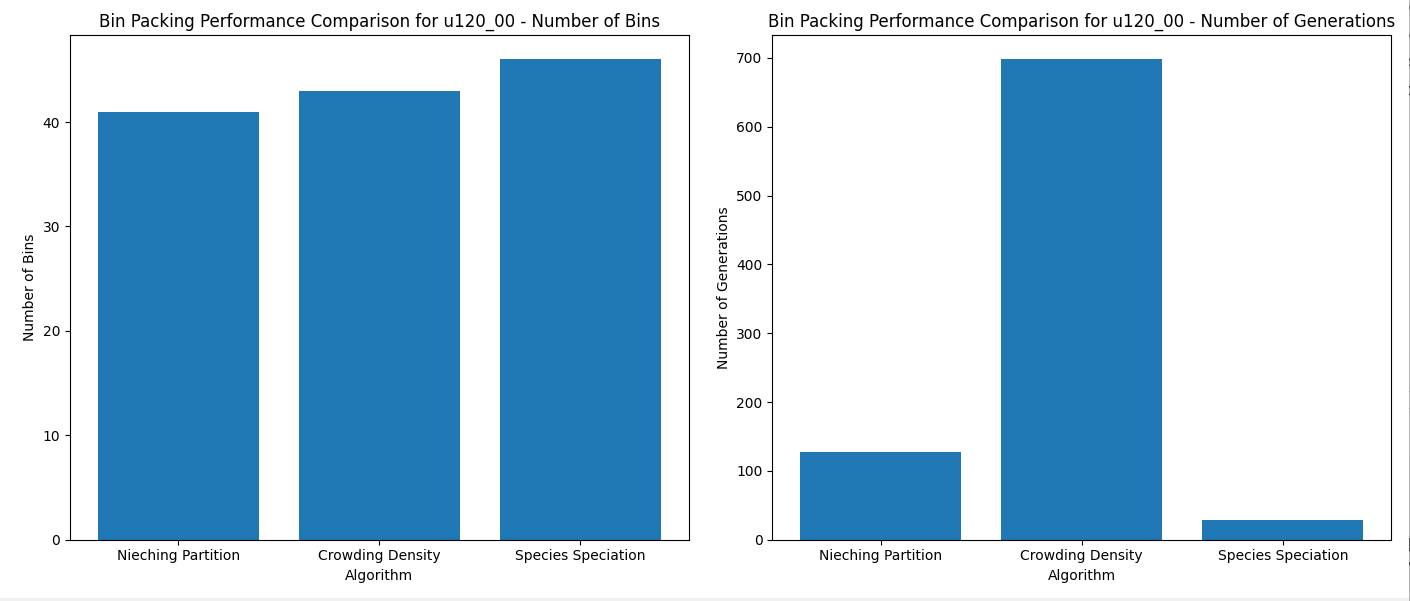 Bin Packing Performance Comparison for u120_00 - Number of Bins
Number of Bins
40
30
20
10
0
Nieching Partition
Crowding Density
Species Speciation
Algorithm
Bin Packing Performance Comparison for u120_00 - Number of Generations
Number of Generations
700
600
500
400
300
200
100
0
Nieching Partition
Crowding Density
Species Speciation
Algorithm